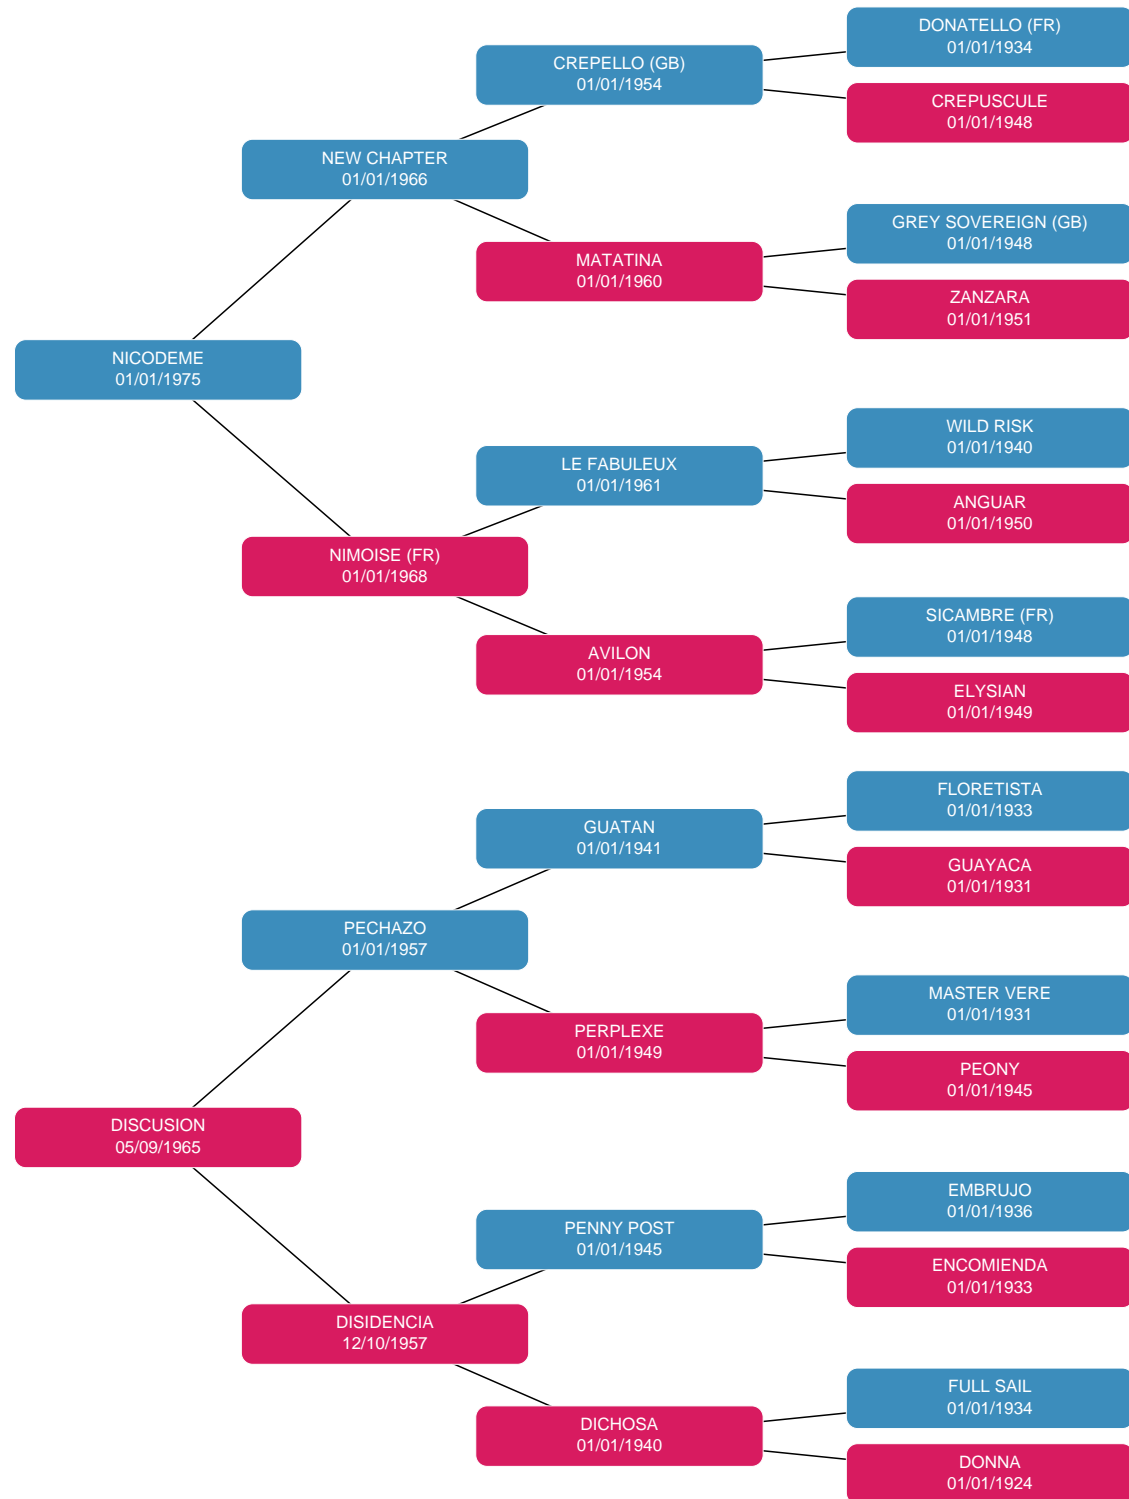 DONATELLO (FR)
01/01/1934
CREPELLO (GB)
01/01/1954
CREPUSCULE
01/01/1948
NEW CHAPTER
01/01/1966
GREY SOVEREIGN (GB)
01/01/1948
MATATINA
01/01/1960
ZANZARA
01/01/1951
NICODEME
01/01/1975
WILD RISK
01/01/1940
LE FABULEUX
01/01/1961
ANGUAR
01/01/1950
NIMOISE (FR)
01/01/1968
SICAMBRE (FR)
01/01/1948
AVILON
01/01/1954
ELYSIAN
01/01/1949
FLORETISTA
01/01/1933
GUATAN
01/01/1941
GUAYACA
01/01/1931
PECHAZO
01/01/1957
MASTER VERE
01/01/1931
PERPLEXE
01/01/1949
PEONY
01/01/1945
DISCUSION
05/09/1965
EMBRUJO
01/01/1936
PENNY POST
01/01/1945
ENCOMIENDA
01/01/1933
DISIDENCIA
12/10/1957
FULL SAIL
01/01/1934
DICHOSA
01/01/1940
DONNA
01/01/1924